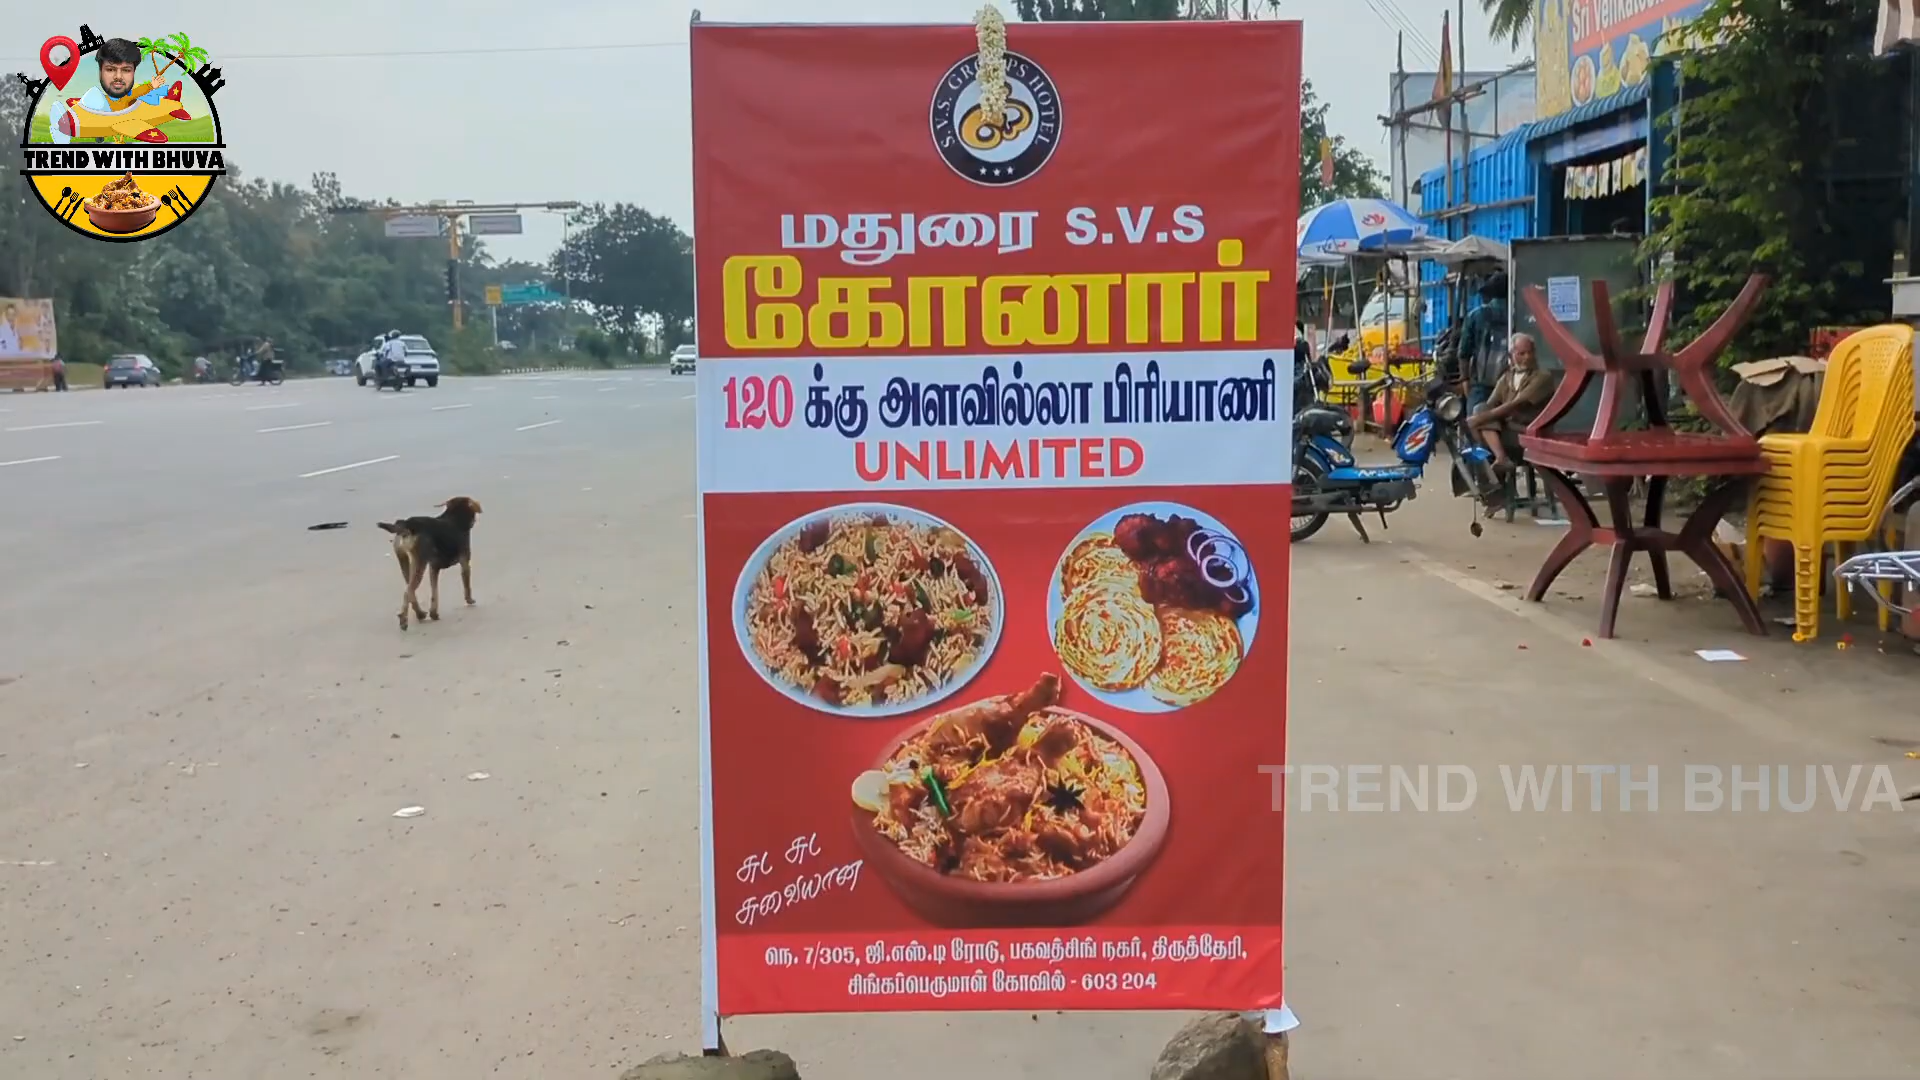 TREND WITH BHUVA
S.V.S. GROUPS HOTEL
மதுரை S.V.S
கோனார்
120 க்கு அளவில்லா பிரியாணி
UNLIMITED
சுட சுட
சுவையான
நெ. 7/305, ஜி.எஸ்.டி ரோடு, பகவத்சிங் நகர், திருத்தேரி,
சிங்கப்பெருமாள் கோவில் - 603 204
TREND WITH BHUVA